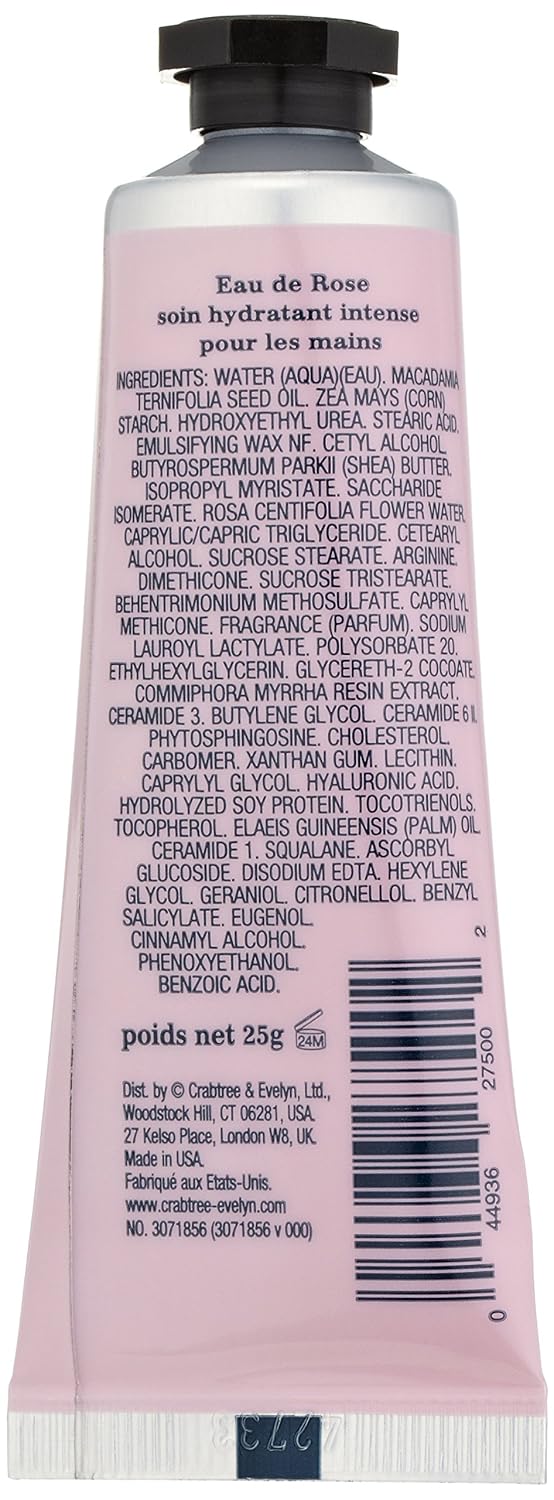 Eau de Rose
soin hydratant intense
pour les mains
INGREDIENTS: WATER (AQUA)(EAU). MACADAMIA
TERNIFOLIA SEED OIL. ZEA MAYS (CORN)
STARCH. HYDROXYETHYL UREA. STEARIC ACID.
EMULSIFYING WAX NF. CETYL ALCOHOL.
BUTYROSPERMUM PARKII (SHEA) BUTTER.
ISOPROPYL MYRISTATE. SACCHARIDE
ISOMERATE. ROSA CENTIFOLIA FLOWER WATER.
CAPRYLIC/CAPRIC TRIGLYCERIDE. CETEARYL
ALCOHOL. SUCROSE STEARATE. ARGININE.
DIMETHICONE. SUCROSE TRISTEARATE.
BEHENTRIMONIUM METHOSULFATE. CAPRYLYL
METHICONE. FRAGRANCE (PARFUM). SODIUM
LAUROYL LACTYLATE. POLYSORBATE 20.
ETHYLHEXYLGLYCERIN. GLYCERETH-2 COCOATE.
COMMIPHORA MYRRHA RESIN EXTRACT.
CERAMIDE 3. BUTYLENE GLYCOL. CERAMIDE 6 II.
PHYTOSPHINGOSINE. CHOLESTEROL.
CARBOMER. XANTHAN GUM. LECITHIN.
CAPRYLYL GLYCOL. HYALURONIC ACID.
HYDROLYZED SOY PROTEIN. TOCOTRIENOLS.
TOCOPHEROL. ELAEIS GUINEENSIS (PALM) OIL.
CERAMIDE 1. SQUALANE. ASCORBYL
GLUCOSIDE. DISODIUM EDTA. HEXYLENE
GLYCOL. GERANIOL. CITRONELLOL. BENZYL
SALICYLATE. EUGENOL.
CINNAMYL ALCOHOL.
PHENOXYETHANOL.
BENZOIC ACID.
poids net 25g 24M
Dist. by © Crabtree & Evelyn, Ltd.,
Woodstock Hill, CT 06281, USA.
27 Kelso Place, London W8, UK.
Made in USA.
Fabriqué aux Etats-Unis.
www.crabtree-evelyn.com
NO. 3071856 (3071856 v 000)
0 44936 27500 2